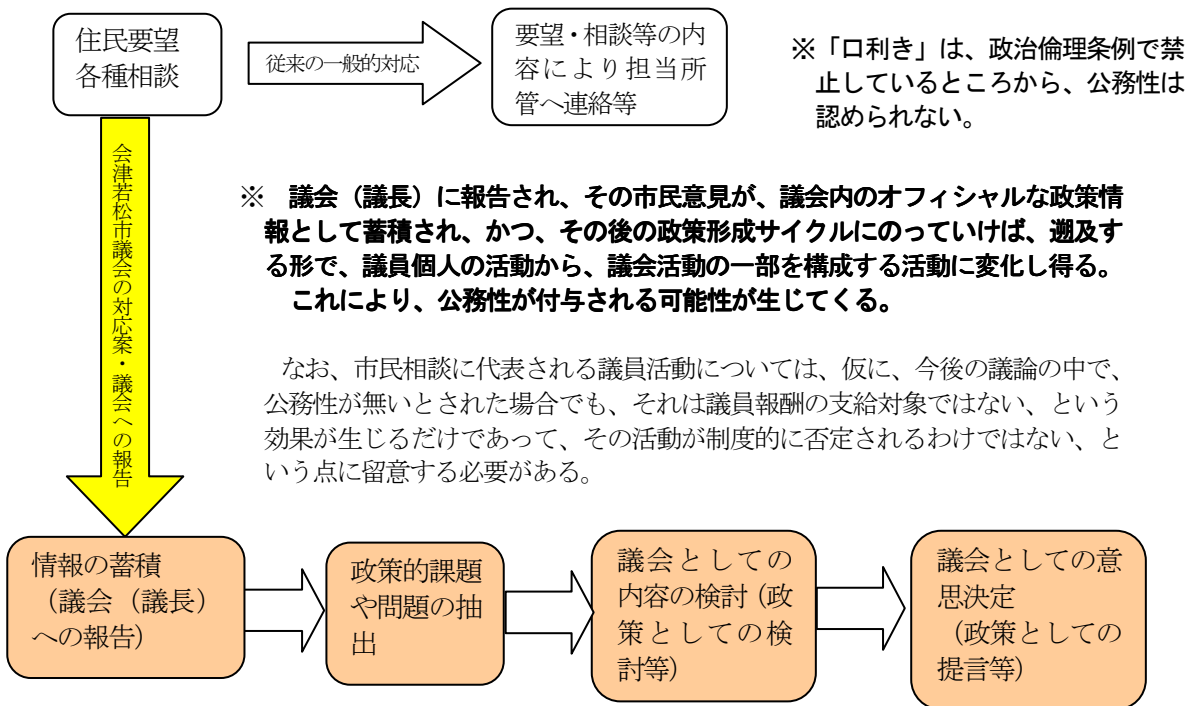 住民要望
各種相談
従来の一般的対応
要望・相談等の内
容により担当所
管へ連絡等
※「口利き」は、政治倫理条例で禁
止しているところから、公務性は
認められない。
会津若松市議会の対応案・議会への報告
※　議会（議長）に報告され、その市民意見が、議会内のオフィシャルな政策情
報として蓄積され、かつ、その後の政策形成サイクルにのっていけば、遡及す
る形で、議員個人の活動から、議会活動の一部を構成する活動に変化し得る。
これにより、公務性が付与される可能性が生じてくる。
なお、市民相談に代表される議員活動については、仮に、今後の議論の中で、
公務性が無いとされた場合でも、それは議員報酬の支給対象ではない、という
効果が生じるだけであって、その活動が制度的に否定されるわけではない、と
いう点に留意する必要がある。
情報の蓄積
（議会（議長）
への報告）
政策的課題
や問題の抽
出
議会としての
内容の検討（政
策としての検
討等）
議会としての意
思決定
（政策としての
提言等）